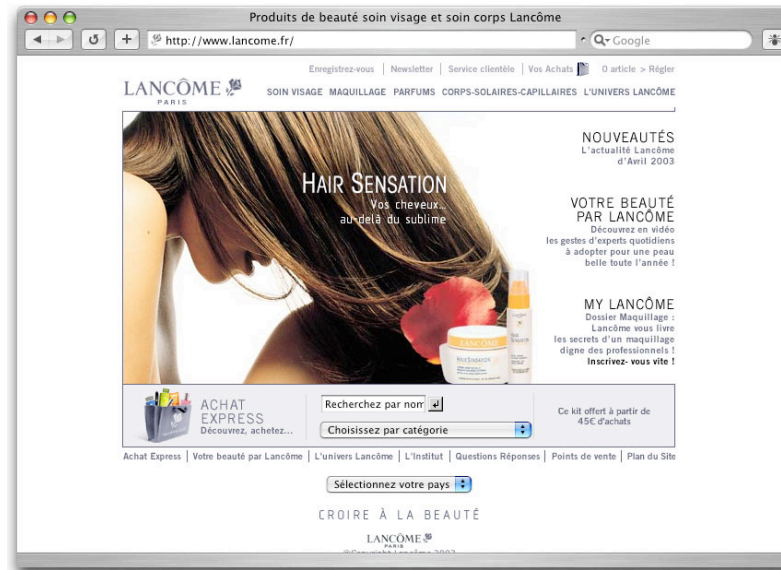 Produits de beauté soin visage et soin corps Lancôme
http://www.lancome.fr/
Google
Enregistrez-vous | Newsletter | Service clientèle | Vos Achats 0 article > Régler
LANCÔME
PARIS
SOIN VISAGE MAQUILLAGE PARFUMS CORPS-SOLAIRES-CAPILLAIRES L'UNIVERS LANCÔME
HAIR SENSATION
Vos cheveux...
au-delà du sublime
NOUVEAUTÉS
L'actualité Lancôme
d'Avril 2003
VOTRE BEAUTÉ
PAR LANCÔME
Découvrez en vidéo
les gestes d'experts quotidiens
à adopter pour une peau
belle toute l'année !
MY LANCÔME
Dossier Maquillage :
Lancôme vous livre
les secrets d'un maquillage
digne des professionnels !
Inscrivez- vous vite !
LANCÔME
HAIR SENSATION
ACHAT
EXPRESS
Découvrez, achetez...
Recherchez par nom
Choisissez par catégorie
Ce kit offert à partir de
45€ d'achats
Achat Express | Votre beauté par Lancôme | L'univers Lancôme | L'Institut | Questions Réponses | Points de vente | Plan du Site
Sélectionnez votre pays
CROIRE À LA BEAUTÉ
LANCÔME
PARIS